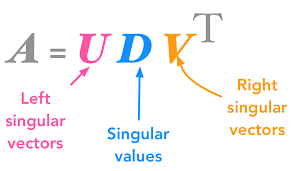 A = U D V^T
Left
singular
vectors
Singular
values
Right
singular
vectors